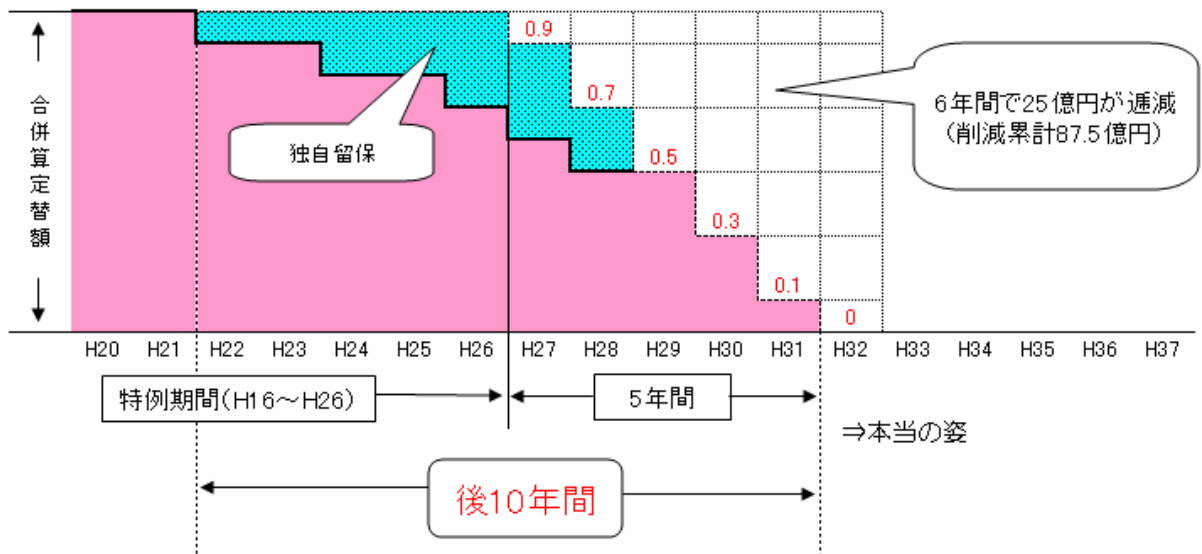 合併算定替額
独自留保
0.9
0.7
0.5
0.3
0.1
0
6年間で25億円が逓減
(削減累計87.5億円)
H20 H21 H22 H23 H24 H25 H26 H27 H28 H29 H30 H31 H32 H33 H34 H35 H36 H37
特例期間(H16～H26)
5年間
⇒本当の姿
後10年間